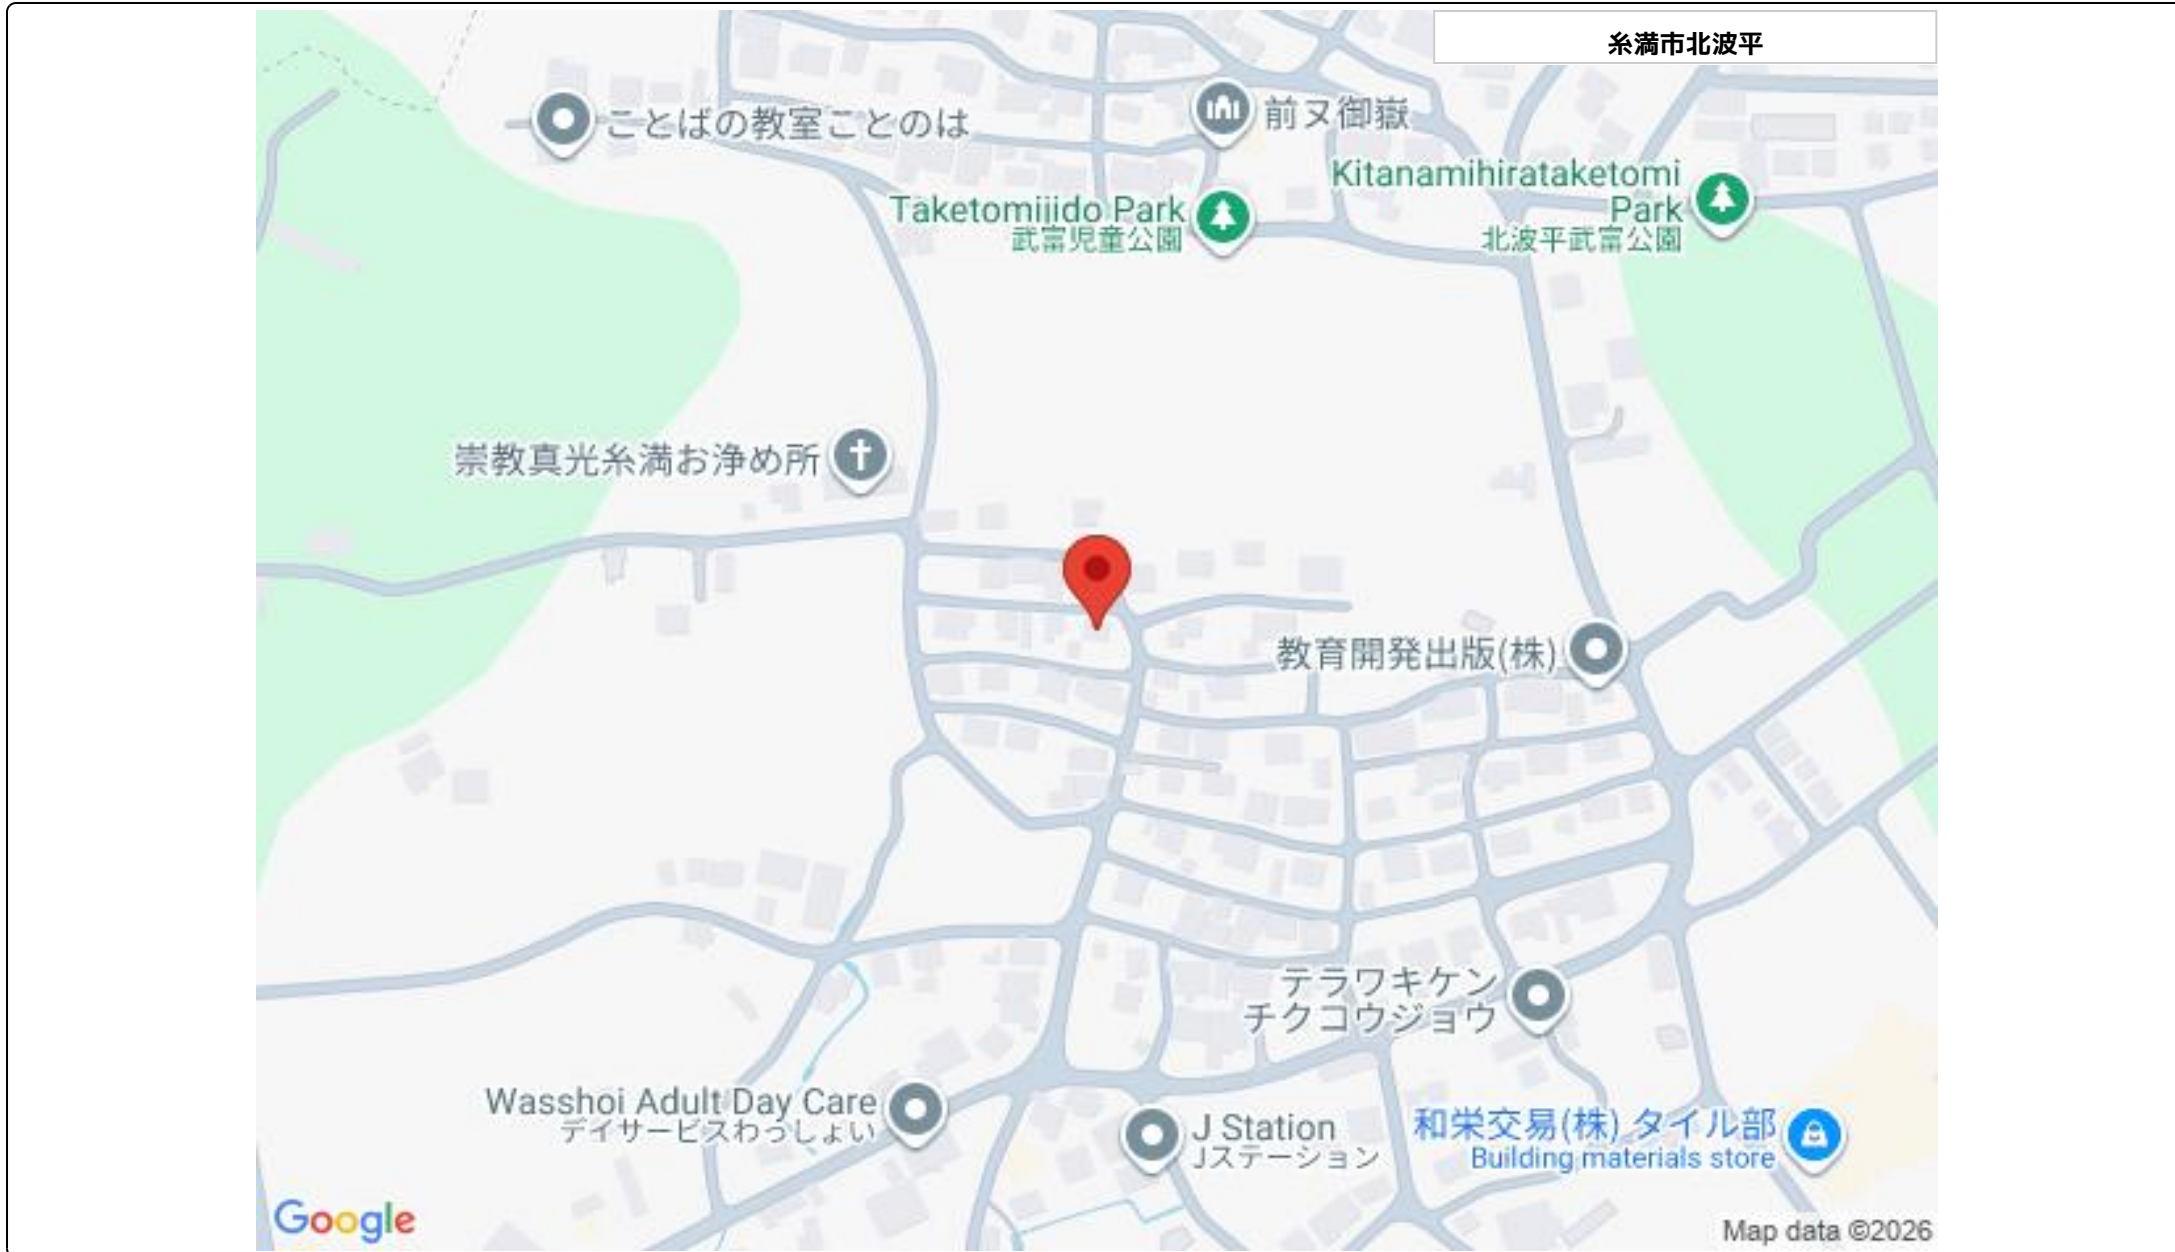 糸満市北波平
ことばの教室ことのは
前ヌ御嶽
Kitanamihirataketomi
Park
北波平武富公園
Taketomijido Park
武富児童公園
崇教真光糸満お浄め所
教育開発出版(株)
テラワキケン
チクコウジョウ
Wasshoi Adult Day Care
デイサービスわっしょい
J Station
Jステーション
和栄交易(株) タイル部
Building materials store
Google
Map data ©2026